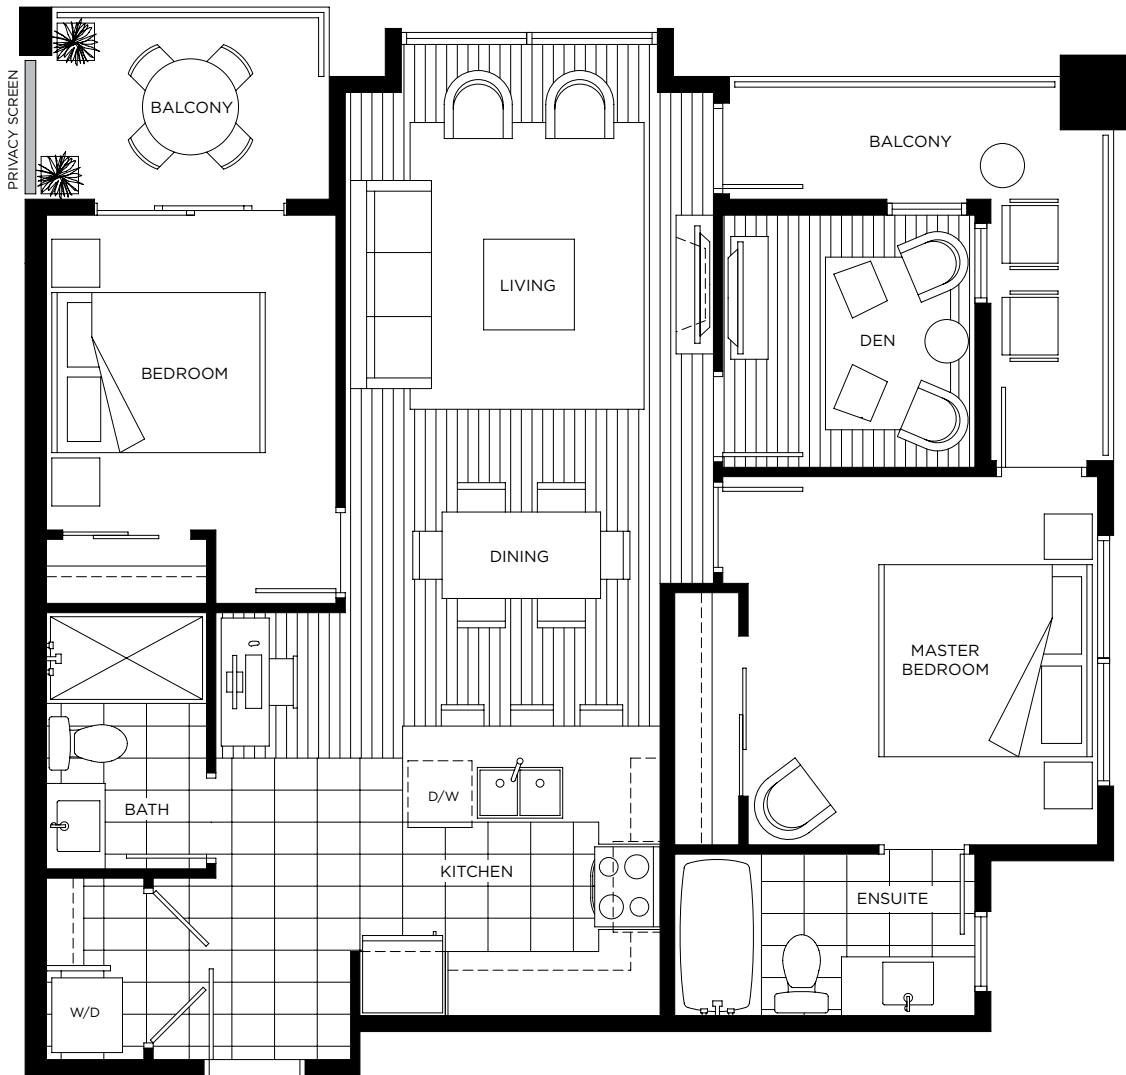 PRIVACY SCREEN
BALCONY
BALCONY
LIVING
DEN
BEDROOM
DINING
MASTER
BEDROOM
D/W
BATH
KITCHEN
ENSUITE
W/D